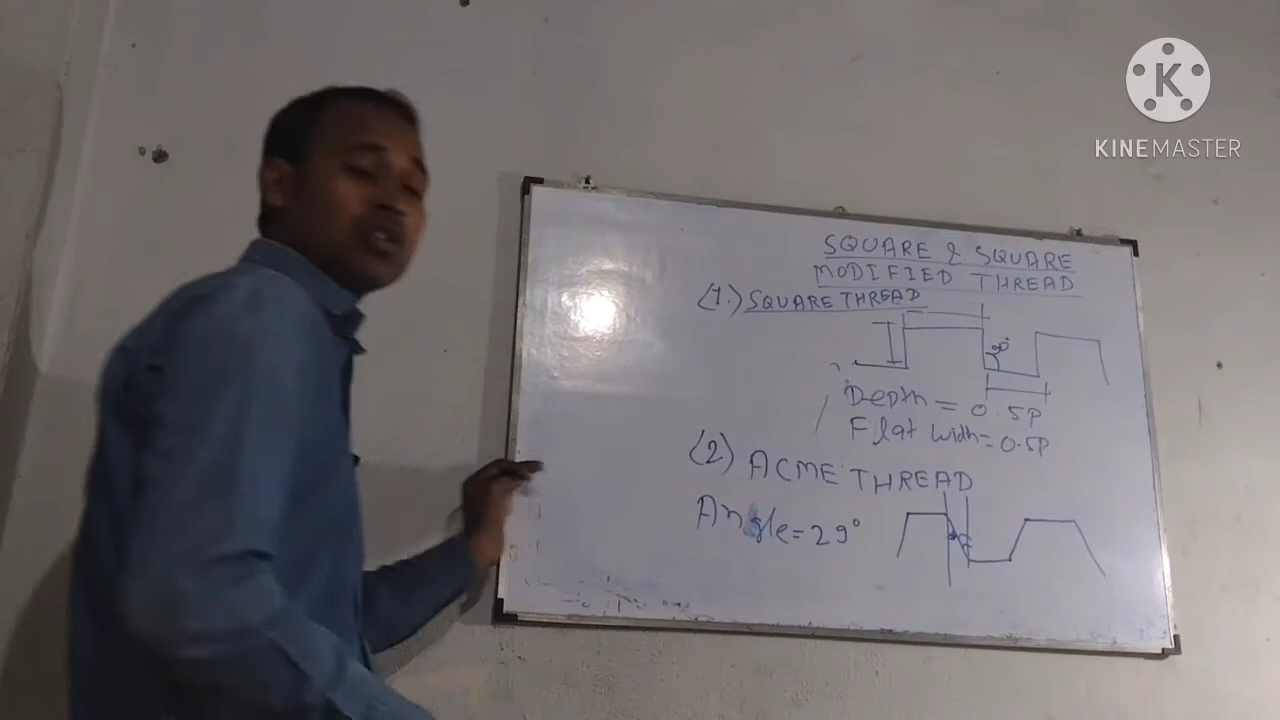 K
KINEMASTER
SQUARE & SQUARE
MODIFIED THREAD
(1.) SQUARE THREAD
90°
Depth = 0.5P
Flat width = 0.5P
(2) ACME THREAD
Angle = 29°